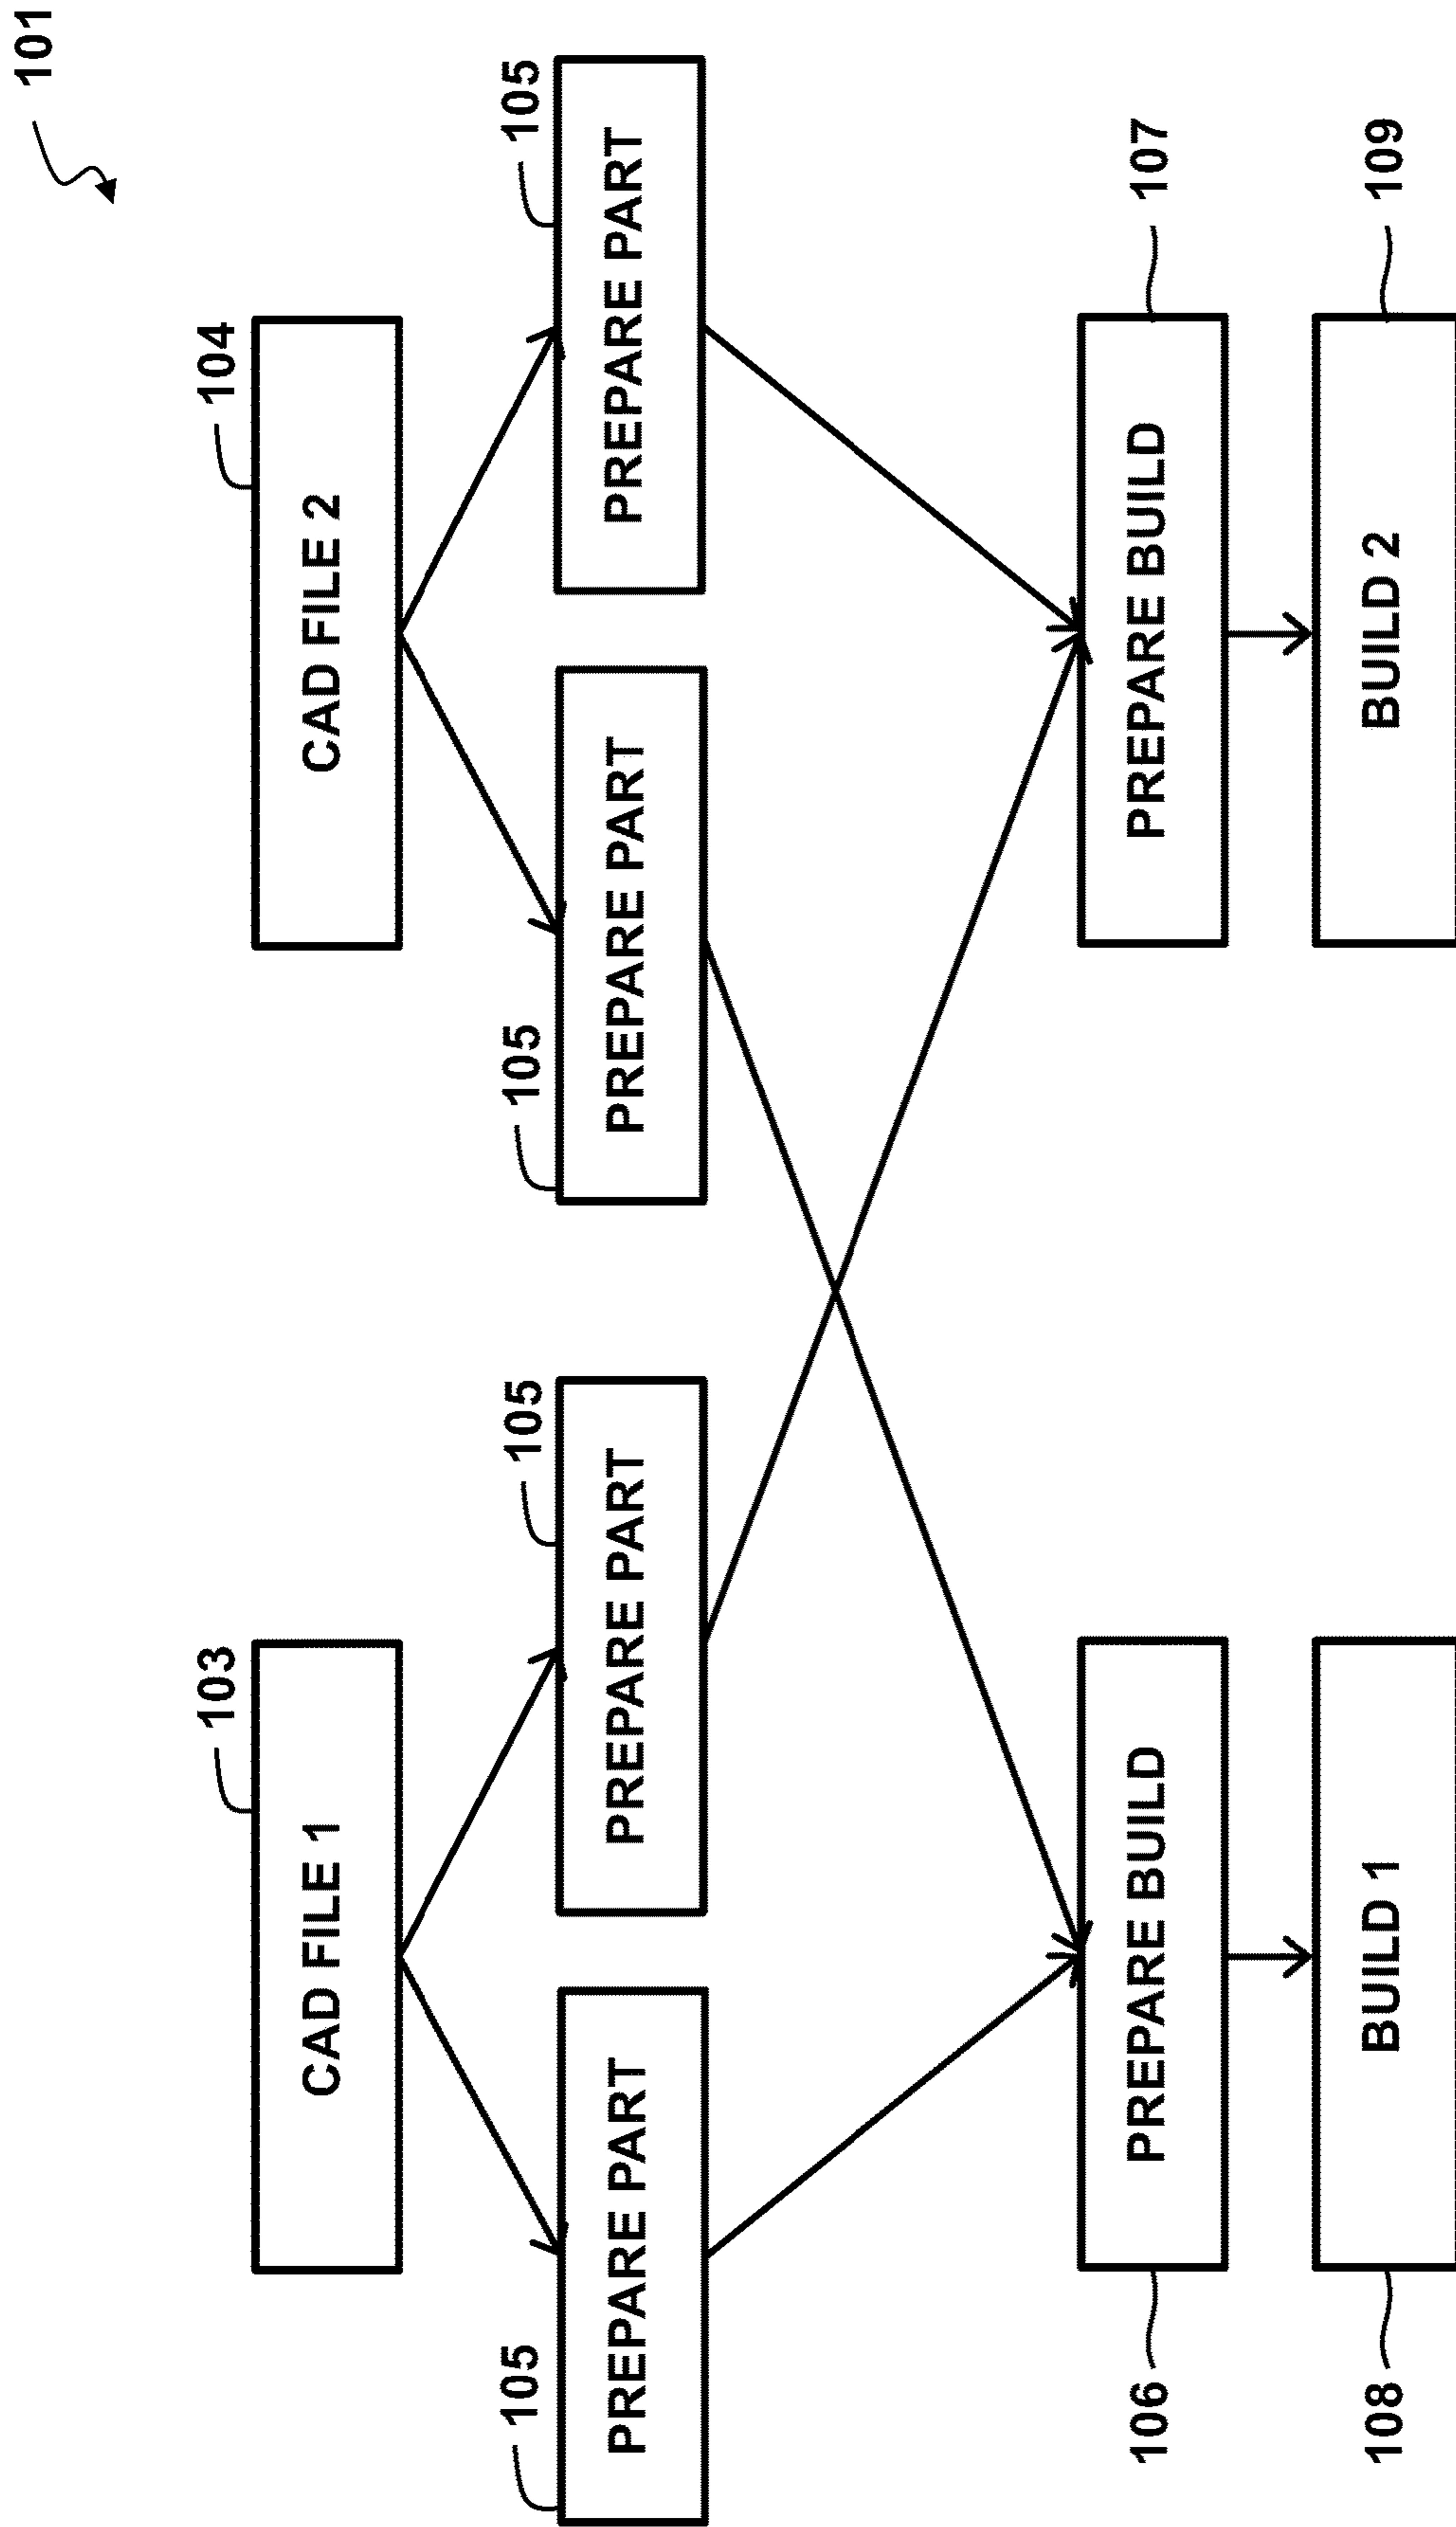 101
103
CAD FILE 1
104
CAD FILE 2
105
PREPARE PART
105
PREPARE PART
105
PREPARE PART
105
PREPARE PART
106
PREPARE BUILD
PREPARE BUILD
107
108
BUILD 1
BUILD 2
109